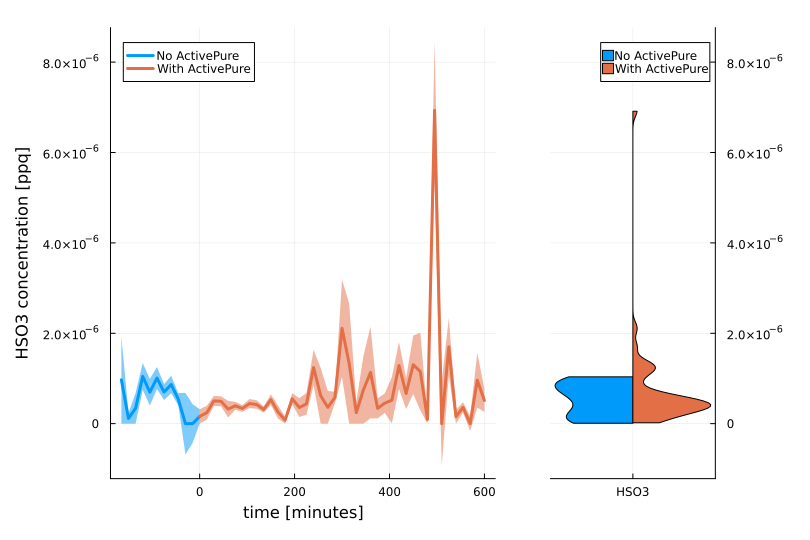 No ActivePure
With ActivePure
8.0×10⁻⁶
6.0×10⁻⁶
4.0×10⁻⁶
2.0×10⁻⁶
0
HSO3 concentration [ppq]
0 200 400 600
time [minutes]
No ActivePure
With ActivePure
8.0×10⁻⁶
6.0×10⁻⁶
4.0×10⁻⁶
2.0×10⁻⁶
0
HSO3